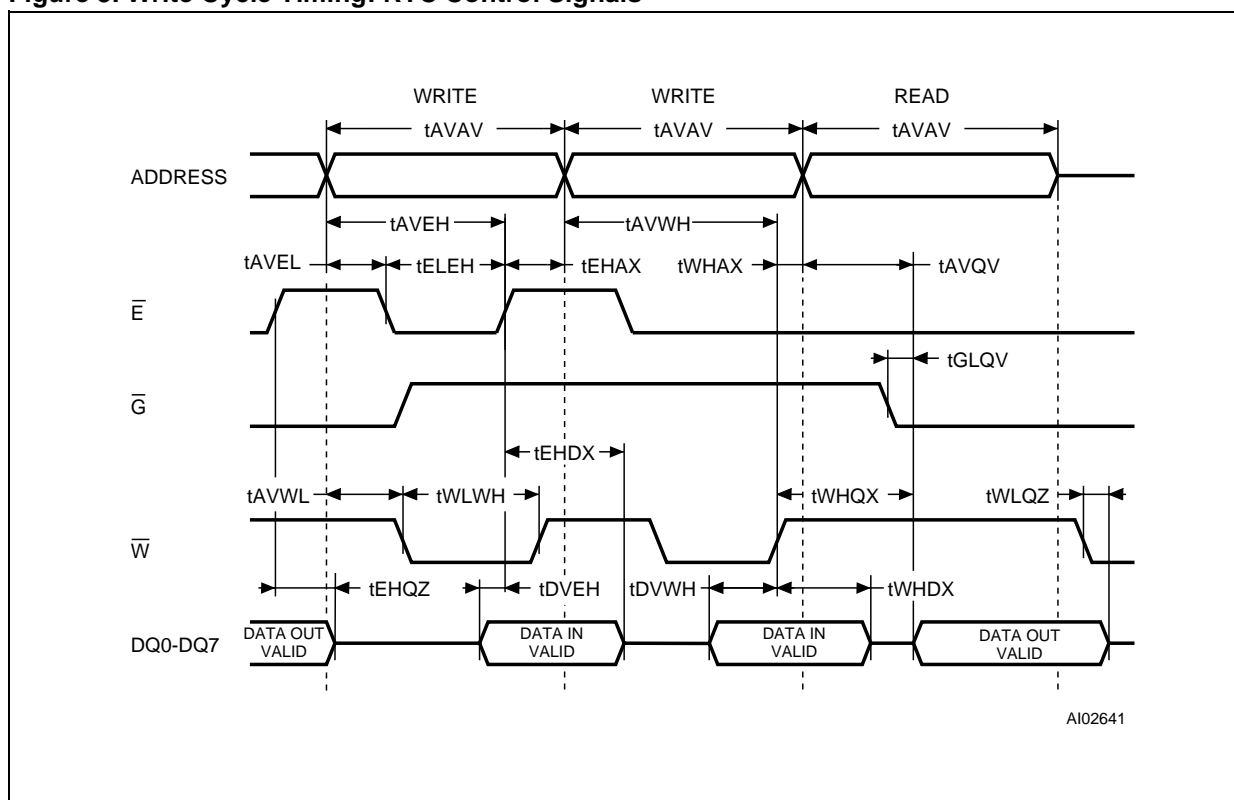 Figure 8. Write Cycle Timing: RTC Control Signals
WRITE WRITE READ
tAVAV tAVAV tAVAV
ADDRESS
tAVEH tAVWH
tAVEL tELEH tEHAX tWHAX tAVQV
E
tGLQV
G
tEHDX
tAVWL tWLWH tWHQX tWLQZ
W
tEHQZ tDVEH tDVWH tWHDX
DATA OUT DATA IN DATA IN DATA OUT
DQ0-DQ7
VALID VALID VALID VALID
AI02641